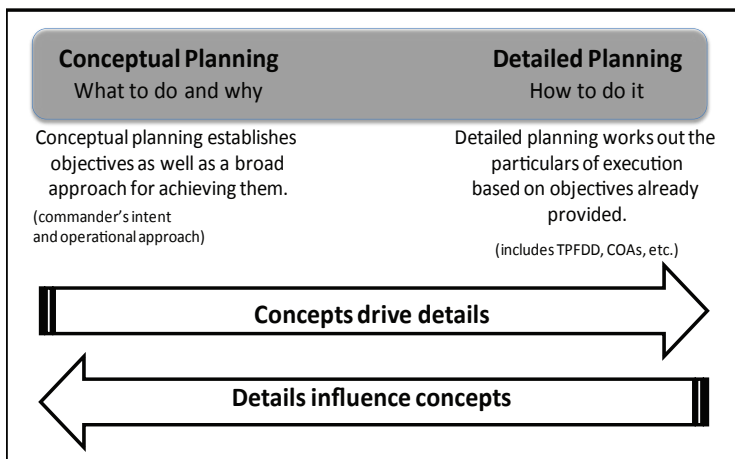 Conceptual Planning
What to do and why
Detailed Planning
How to do it
Conceptual planning establishes
objectives as well as a broad
approach for achieving them.
(commander's intent
and operational approach)
Detailed planning works out the
particulars of execution
based on objectives already
provided.
(includes TPFDD, COAs, etc.)
Concepts drive details
Details influence concepts